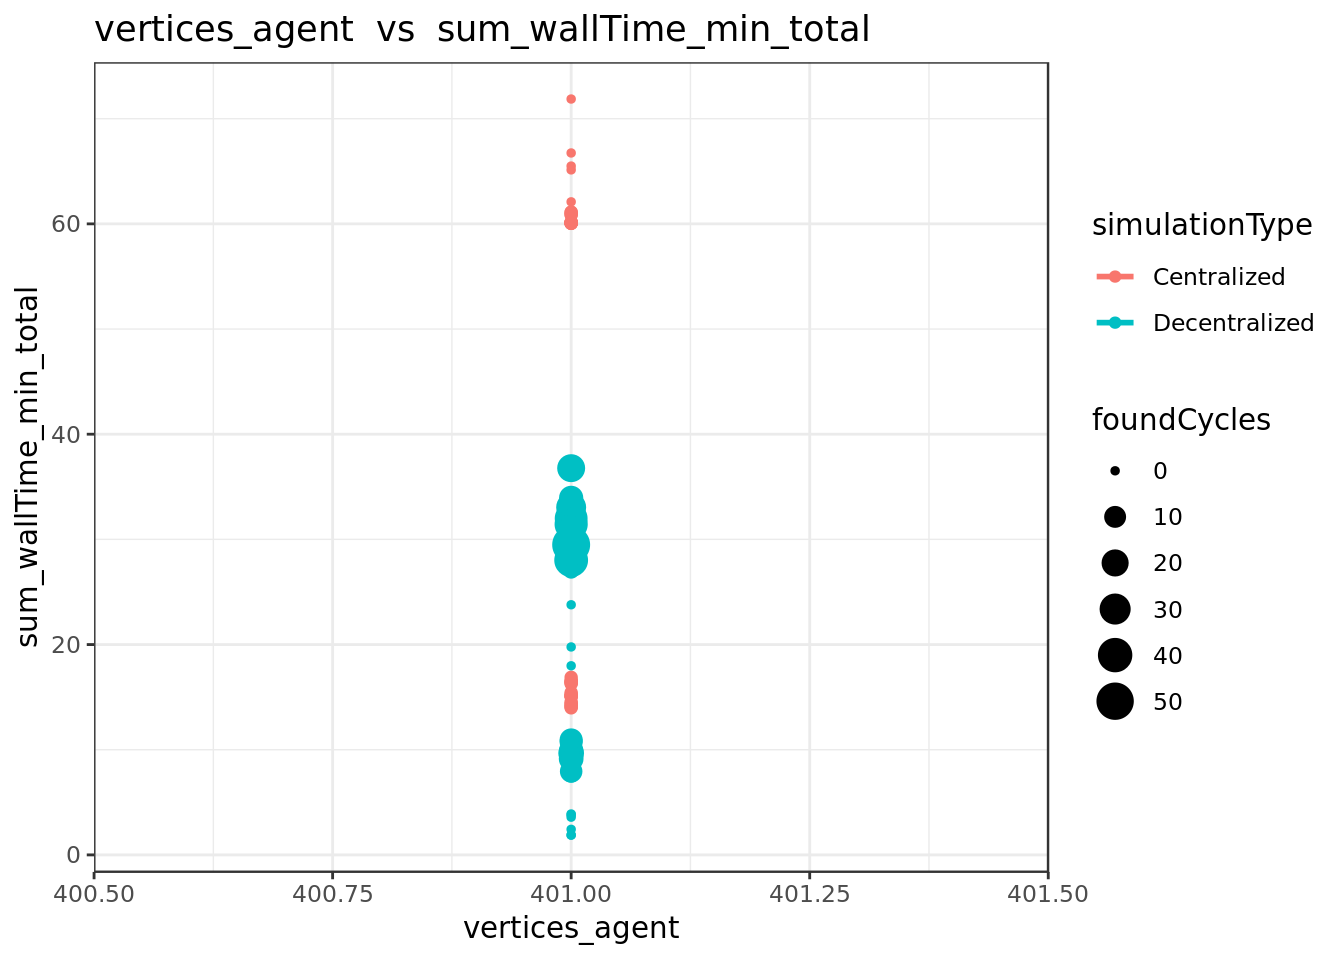 vertices_agent  vs  sum_wallTime_min_total
sum_wallTime_min_total
60
40
20
0
400.50
400.75
401.00
401.25
401.50
vertices_agent
simulationType
Centralized
Decentralized
foundCycles
0
10
20
30
40
50